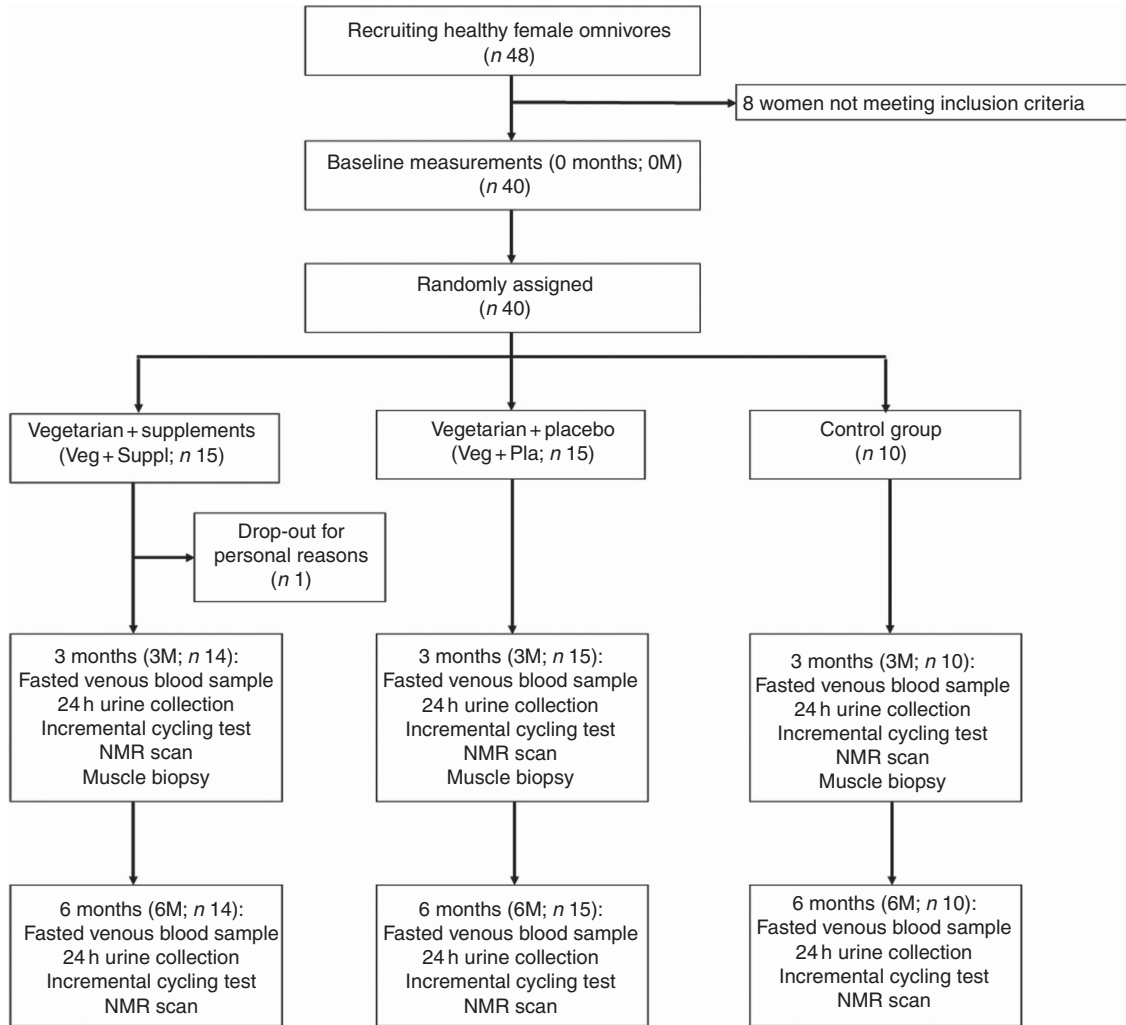 Recruiting healthy female omnivores
(n 48)
8 women not meeting inclusion criteria
Baseline measurements (0 months; 0M)
(n 40)
Randomly assigned
(n 40)
Vegetarian + supplements
(Veg + Suppl; n 15)
Vegetarian + placebo
(Veg + Pla; n 15)
Control group
(n 10)
Drop-out for
personal reasons
(n 1)
3 months (3M; n 14):
Fasted venous blood sample
24 h urine collection
Incremental cycling test
NMR scan
Muscle biopsy
3 months (3M; n 15):
Fasted venous blood sample
24 h urine collection
Incremental cycling test
NMR scan
Muscle biopsy
3 months (3M; n 10):
Fasted venous blood sample
24 h urine collection
Incremental cycling test
NMR scan
Muscle biopsy
6 months (6M; n 14):
Fasted venous blood sample
24 h urine collection
Incremental cycling test
NMR scan
6 months (6M; n 15):
Fasted venous blood sample
24 h urine collection
Incremental cycling test
NMR scan
6 months (6M; n 10):
Fasted venous blood sample
24 h urine collection
Incremental cycling test
NMR scan